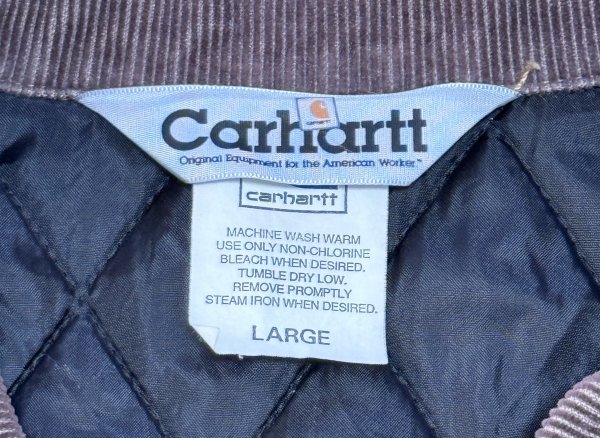 Carhartt
Original Equipment for the American Worker™
carhartt
MACHINE WASH WARM
USE ONLY NON-CHLORINE
BLEACH WHEN DESIRED.
TUMBLE DRY LOW.
REMOVE PROMPTLY
STEAM IRON WHEN DESIRED.
LARGE